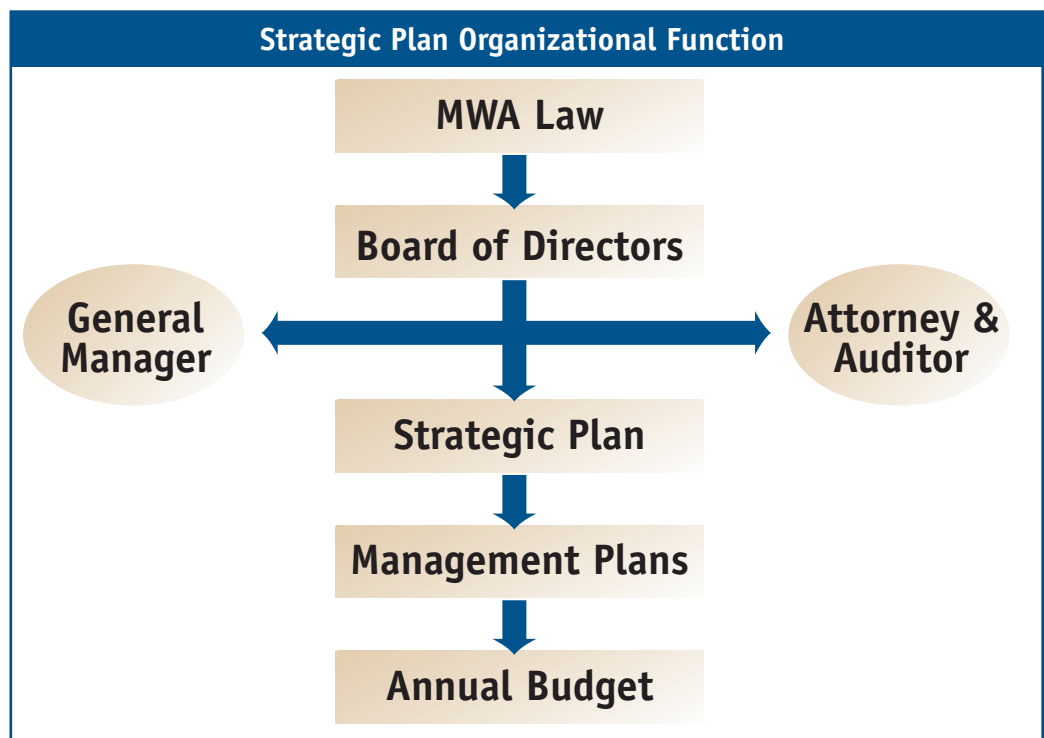 Strategic Plan Organizational Function
MWA Law
Board of Directors
General
Manager
Attorney &
Auditor
Strategic Plan
Management Plans
Annual Budget